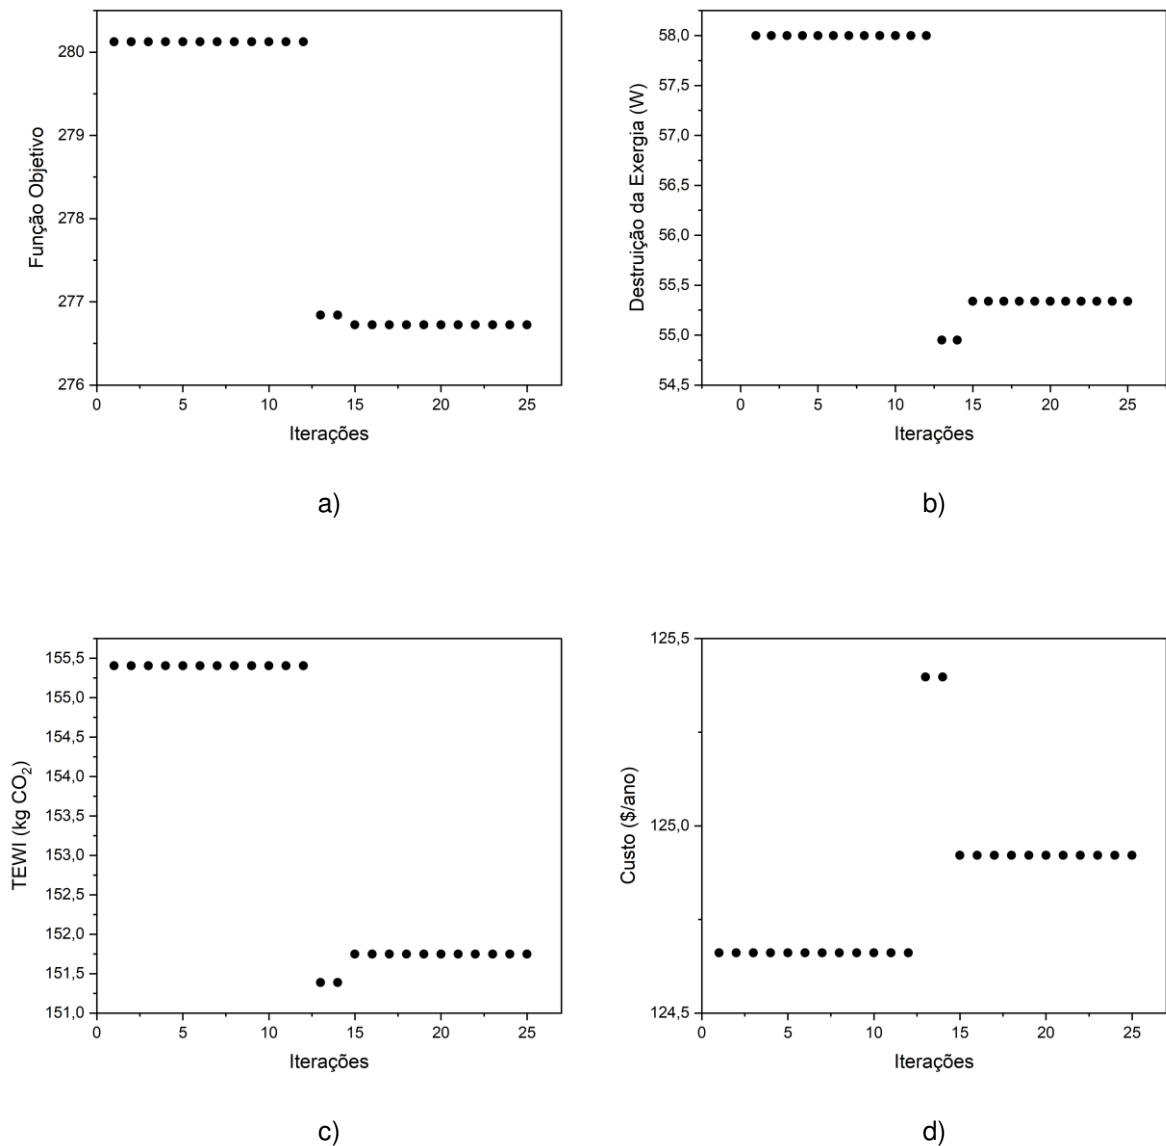 280
279
278
277
276
Função Objetivo
0 5 10 15 20 25
Iterações
a)
58,0
57,5
57,0
56,5
56,0
55,5
55,0
54,5
Destruição da Exergia (W)
0 5 10 15 20 25
Iterações
b)
155,5
155,0
154,5
154,0
153,5
153,0
152,5
152,0
151,5
151,0
TEWI (kg CO₂)
0 5 10 15 20 25
Iterações
c)
125,5
125,0
124,5
Custo ($/ano)
0 5 10 15 20 25
Iterações
d)